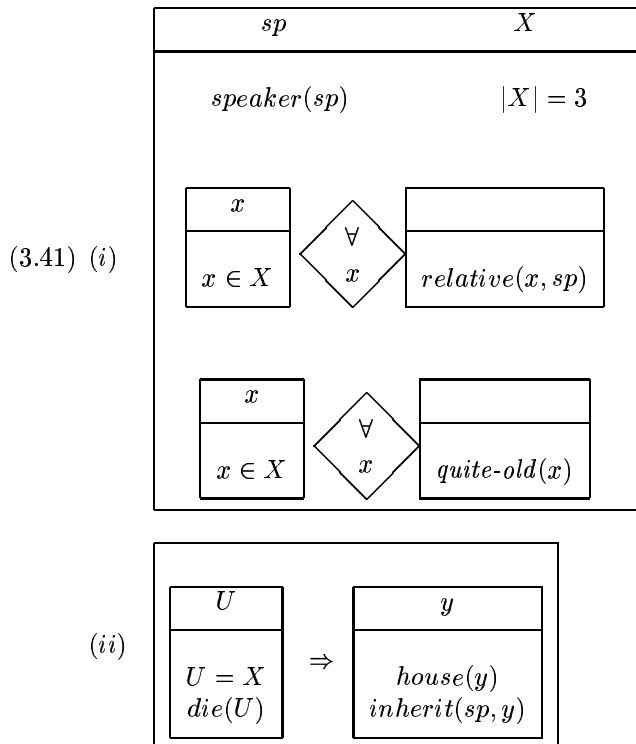 sp X
speaker(sp) |X| = 3
x
∀
(3.41) (i) x ∈ X x relative(x, sp)
x
∀
x ∈ X x quite-old(x)
U y
(ii) ⇒
U = X house(y)
die(U) inherit(sp, y)